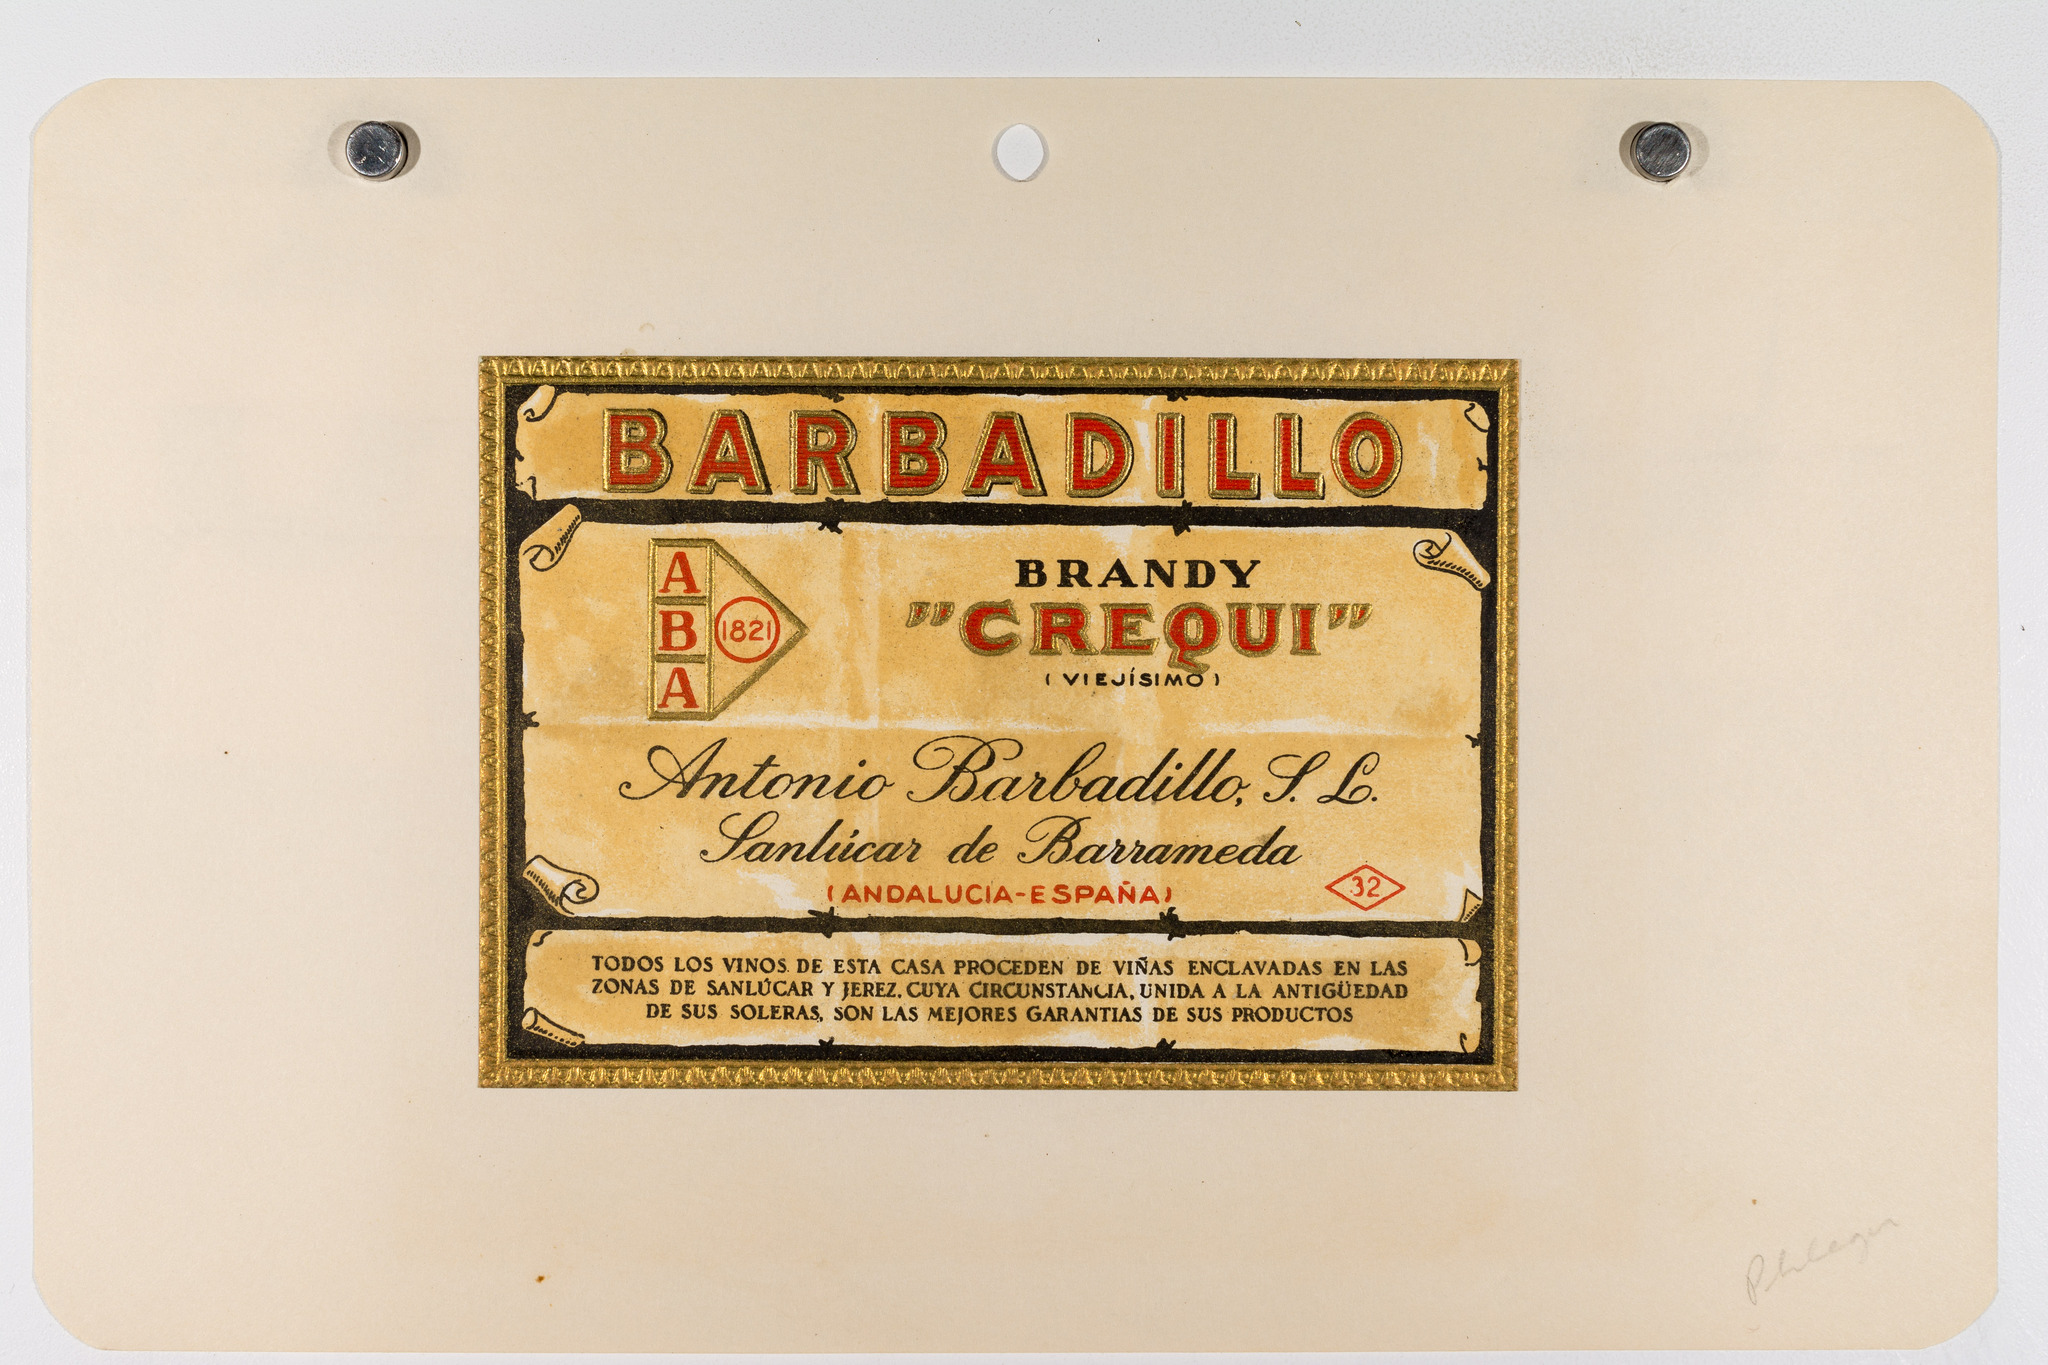 BARBADILLO
A
B
A
1821
BRANDY
"CREQUI"
(VIEJÍSIMO)
Antonio Barbadillo, S. L.
Sanlúcar de Barrameda
(ANDALUCIA-ESPAÑA)
32
TODOS LOS VINOS DE ESTA CASA PROCEDEN DE VIÑAS ENCLAVADAS EN LAS
ZONAS DE SANLÚCAR Y JEREZ, CUYA CIRCUNSTANCIA, UNIDA A LA ANTIGÜEDAD
DE SUS SOLERAS, SON LAS MEJORES GARANTIAS DE SUS PRODUCTOS